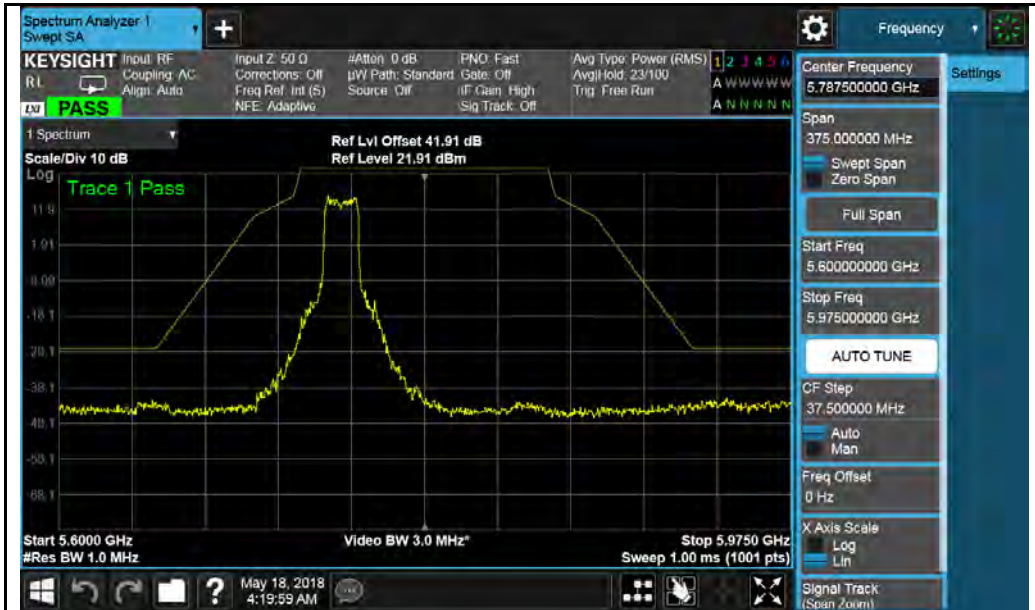 Spectrum Analyzer 1
Swept SA
+
Frequency
KEYSIGHT
RL
LXI
PASS
Input: RF
Coupling: AC
Align: Auto
Input Z: 50 Ω
Corrections: Off
Freq Ref: Int (S)
NFE: Adaptive
#Atten: 0 dB
µW Path: Standard
Source: Off
PNO: Fast
Gate: Off
IF Gain: High
Sig Track: Off
Avg Type: Power (RMS)
Avg|Hold: 23/100
Trig: Free Run
1 2 3 4 5 6
A W W W W W
A N N N N N
Center Frequency
5.787500000 GHz
Settings
Span
375.000000 MHz
Swept Span
Zero Span
Full Span
Start Freq
5.600000000 GHz
Stop Freq
5.975000000 GHz
AUTO TUNE
CF Step
37.500000 MHz
Auto
Man
Freq Offset
0 Hz
X Axis Scale
Log
Lin
Signal Track
(Span Zoom)
1 Spectrum
Scale/Div 10 dB
Ref Lvl Offset 41.91 dB
Ref Level 21.91 dBm
Log
Trace 1 Pass
11.9
1.91
-18.1
-28.1
-38.1
-48.1
-58.1
-68.1
Start 5.6000 GHz
#Res BW 1.0 MHz
Video BW 3.0 MHz*
Stop 5.9750 GHz
Sweep 1.00 ms (1001 pts)
?
May 18, 2018
4:19:59 AM